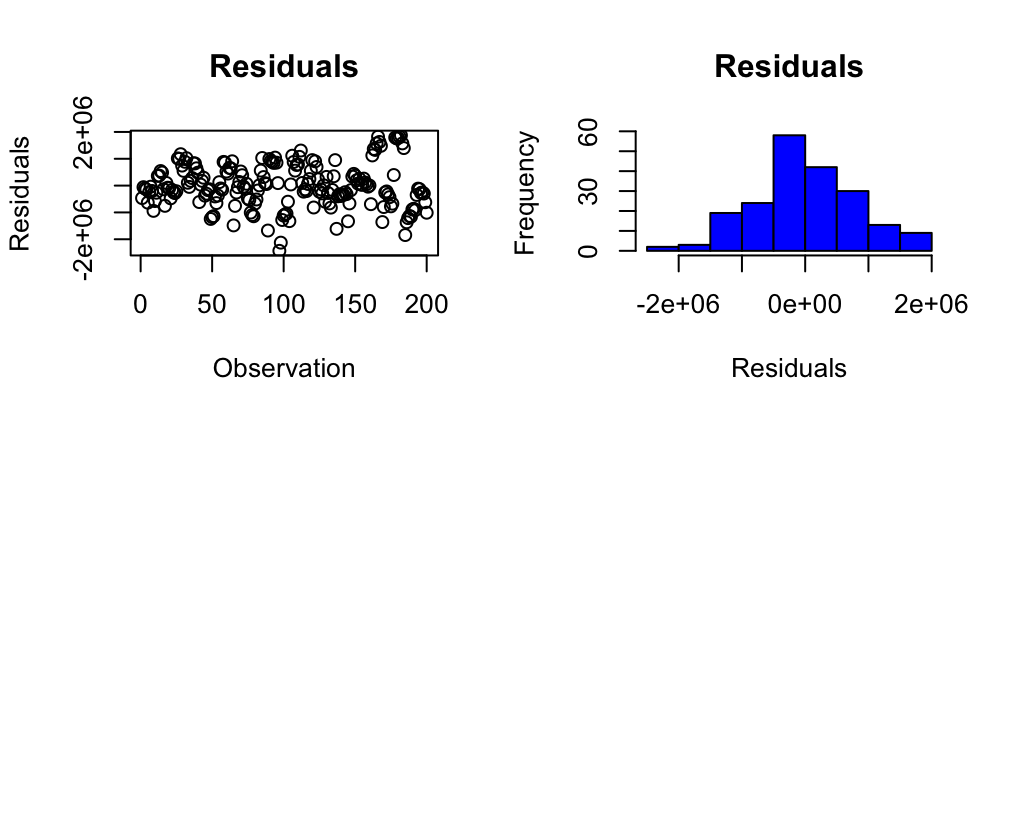 Residuals
Residuals
2e+06
-2e+06
0 50 100 150 200
Observation
Residuals
Frequency
60
30
0
-2e+06 0e+00 2e+06
Residuals